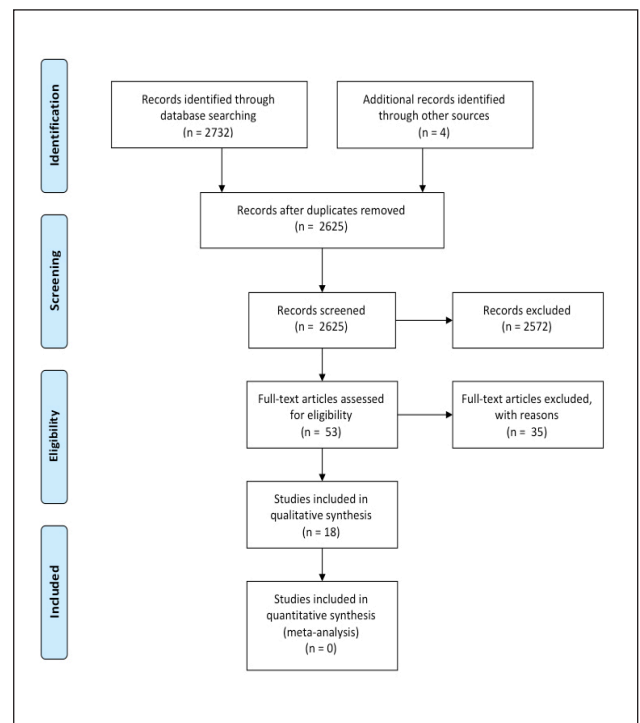 Identification
Records identified through
database searching
(n = 2732)
Additional records identified
through other sources
(n = 4)
Records after duplicates removed
(n = 2625)
Screening
Records screened
(n = 2625)
Records excluded
(n = 2572)
Eligibility
Full-text articles assessed
for eligibility
(n = 53)
Full-text articles excluded,
with reasons
(n = 35)
Studies included in
qualitative synthesis
(n = 18)
Included
Studies included in
quantitative synthesis
(meta-analysis)
(n = 0)